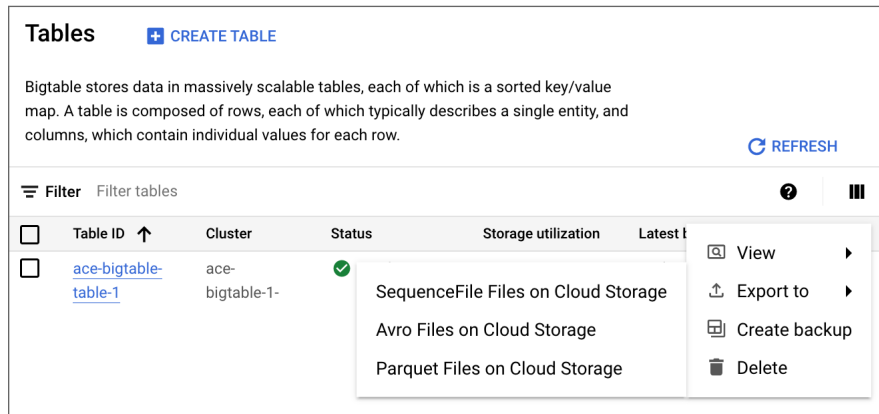 Tables
CREATE TABLE
Bigtable stores data in massively scalable tables, each of which is a sorted key/value
map. A table is composed of rows, each of which typically describes a single entity, and
columns, which contain individual values for each row.
REFRESH
Filter Filter tables
Table ID Cluster Status Storage utilization Latest
ace-bigtable-
table-1
ace-
bigtable-1-
View
Export to
Create backup
Delete
SequenceFile Files on Cloud Storage
Avro Files on Cloud Storage
Parquet Files on Cloud Storage